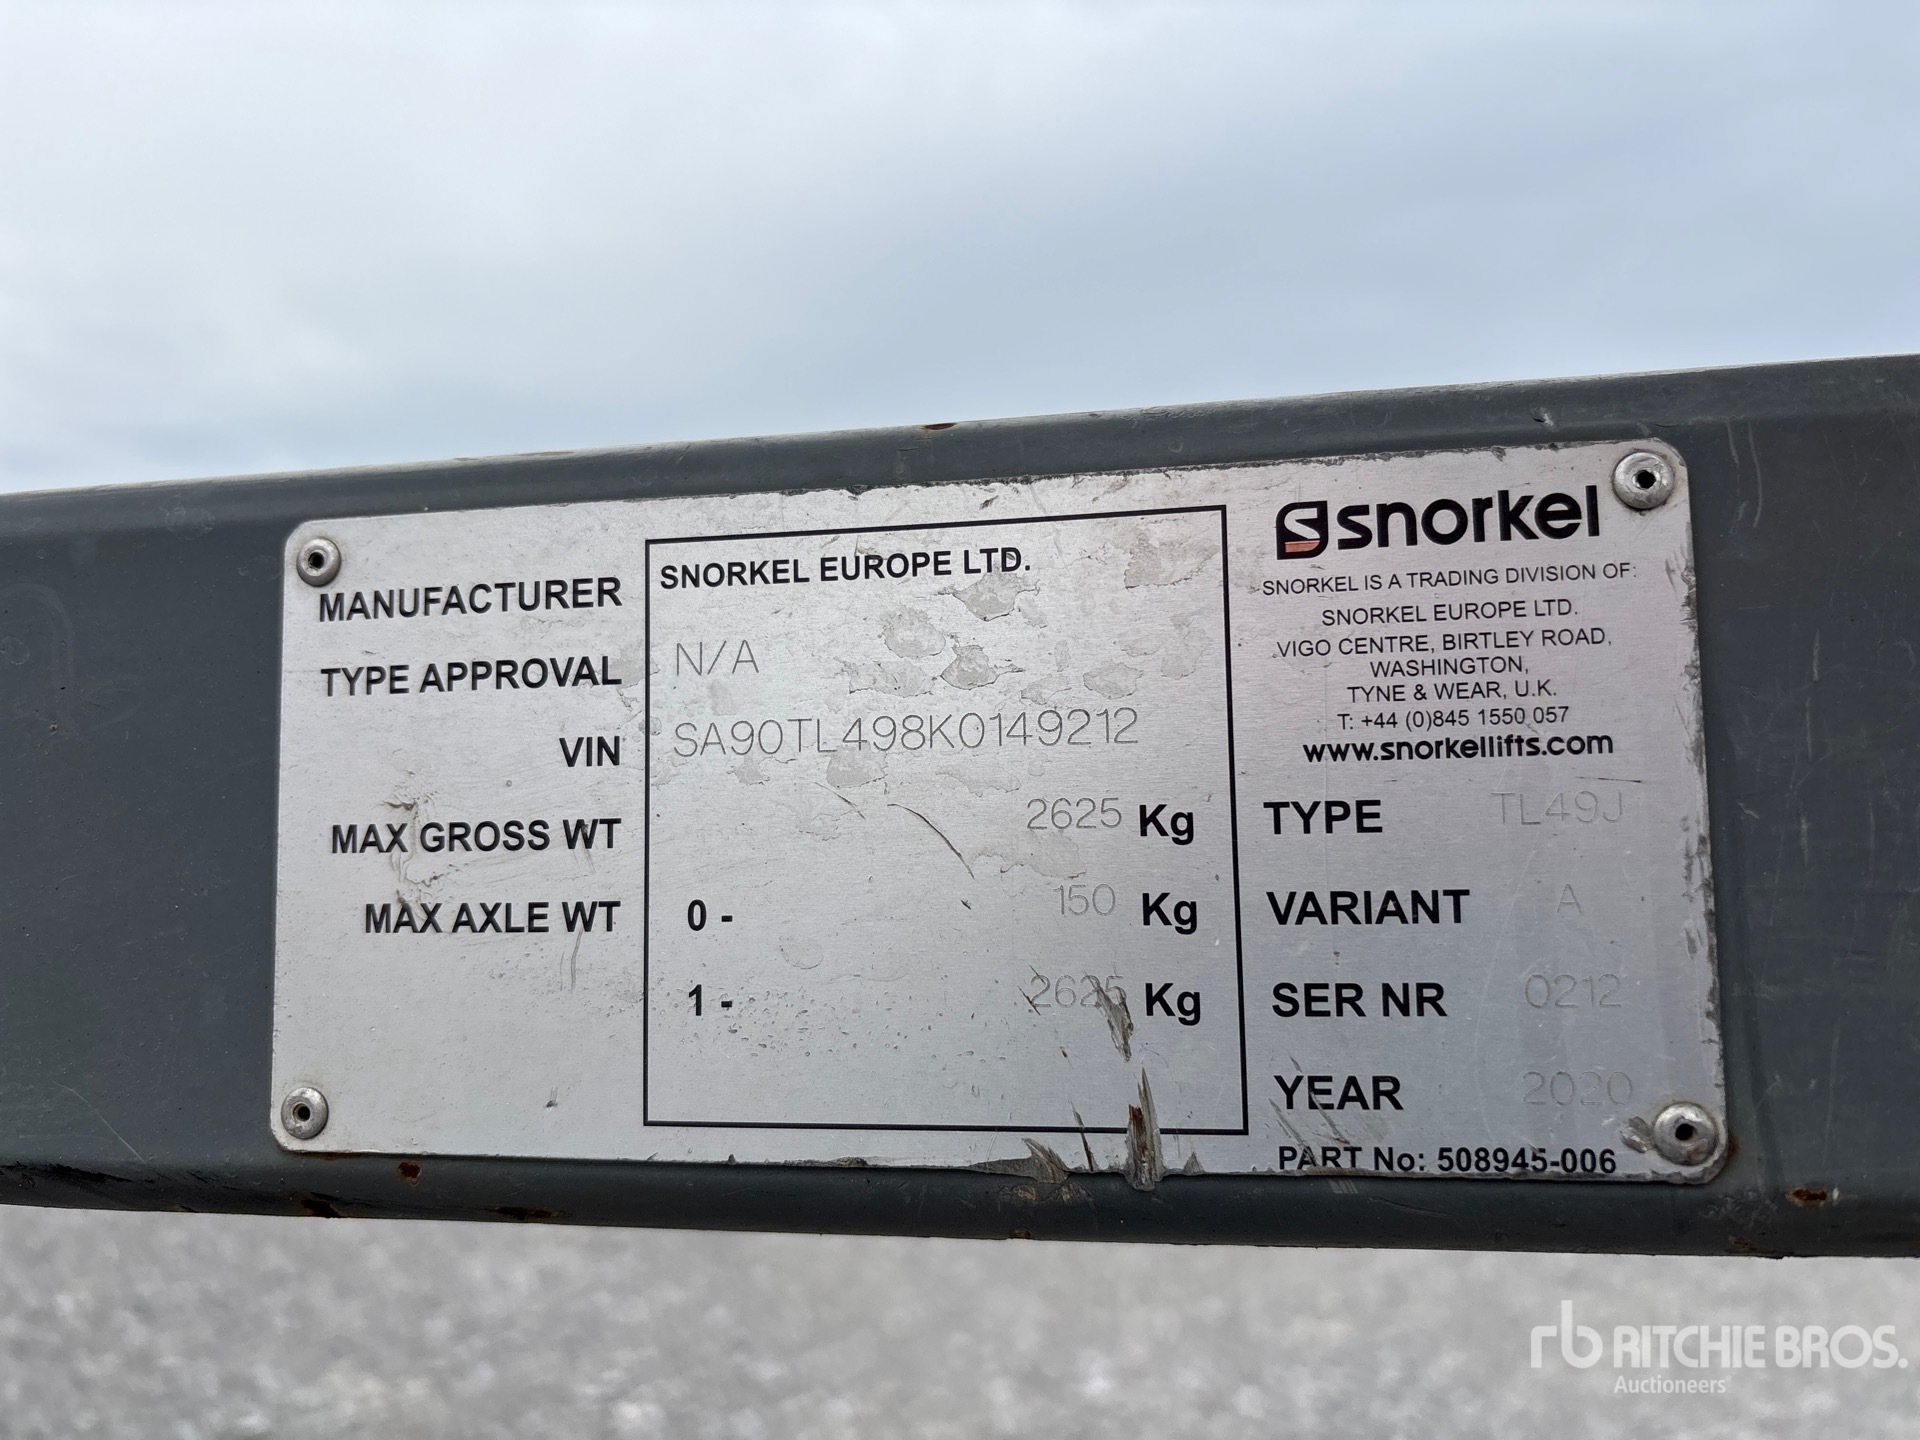 MANUFACTURER SNORKEL EUROPE LTD.
TYPE APPROVAL N/A
VIN SA90TL498K0149212
MAX GROSS WT 2625 Kg
MAX AXLE WT 0 - 150 Kg
1 - 2625 Kg
snorkel
SNORKEL IS A TRADING DIVISION OF:
SNORKEL EUROPE LTD.
VIGO CENTRE, BIRTLEY ROAD,
WASHINGTON,
TYNE & WEAR, U.K.
T: +44 (0)845 1550 057
www.snorkellifts.com
TYPE TL49J
VARIANT A
SER NR 0212
YEAR 2020
PART No: 508945-006
rb RITCHIE BROS.
Auctioneers